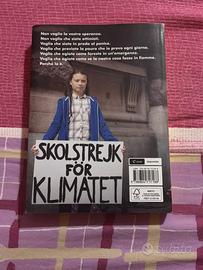 Non voglio la vostra speranza.
Non voglio che siate ottimisti.
Voglio che siate in preda al panico.
Voglio che proviate la paura che io provo ogni giorno.
Voglio che agiate come fareste in un'emergenza.
Voglio che agiate come se la nostra casa fosse in fiamme.
Perché lo è.
SKOLSTREJK
FÖR
KLIMATET
FSC
subito